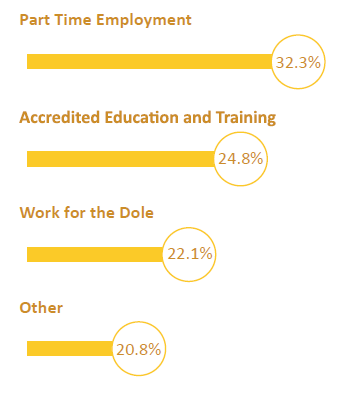 Part Time Employment
32.3%
Accredited Education and Training
24.8%
Work for the Dole
22.1%
Other
20.8%